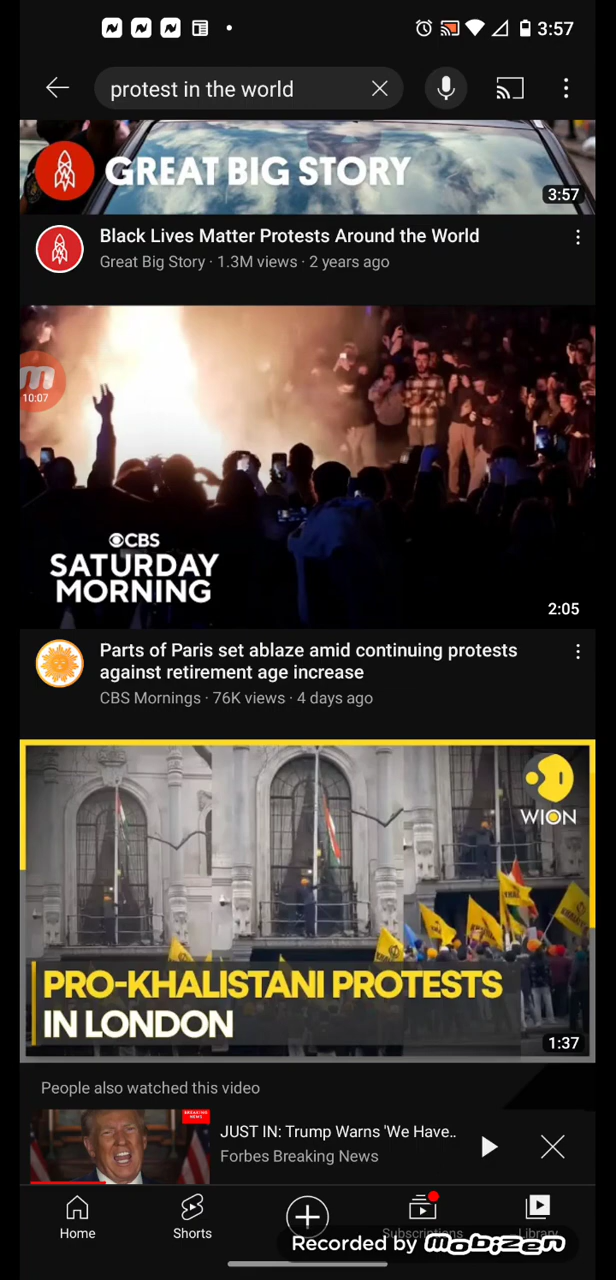 3:57
protest in the world
GREAT BIG STORY
3:57
Black Lives Matter Protests Around the World
Great Big Story · 1.3M views · 2 years ago
10:07
CBS
SATURDAY
MORNING
2:05
Parts of Paris set ablaze amid continuing protests
against retirement age increase
CBS Mornings · 76K views · 4 days ago
WION
PRO-KHALISTANI PROTESTS
IN LONDON
1:37
People also watched this video
BREAKING
NEWS
JUST IN: Trump Warns 'We Have..
Forbes Breaking News
Home
Shorts
Subscriptions
Library
Recorded by mobizen